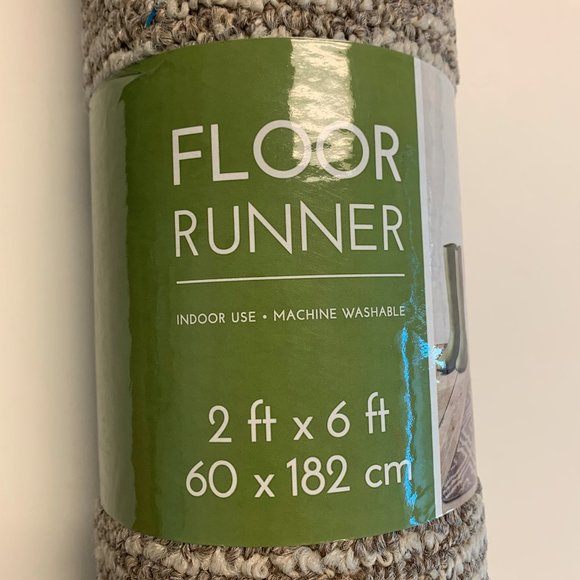 FLOOR
RUNNER
INDOOR USE • MACHINE WASHABLE
2 ft x 6 ft
60 x 182 cm